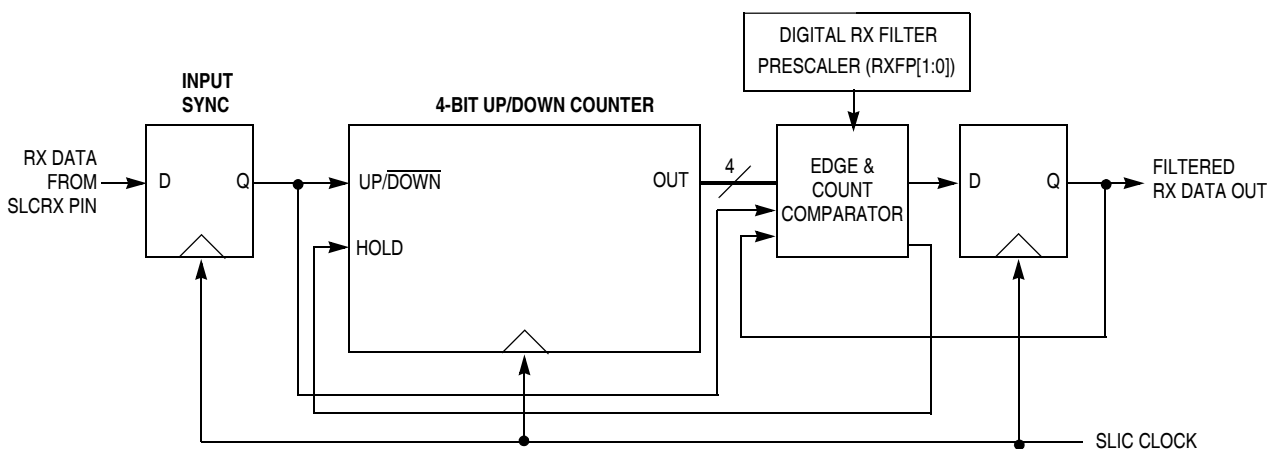 DIGITAL RX FILTER
PRESCALER (RXFP[1:0])
INPUT
SYNC
4-BIT UP/DOWN COUNTER
RX DATA
FROM
SLCRX PIN
D
Q
UP/DOWN
HOLD
OUT
4
EDGE &
COUNT
COMPARATOR
D
Q
FILTERED
RX DATA OUT
SLIC CLOCK